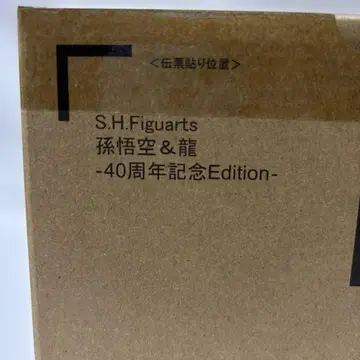 ＜伝票貼り位置＞
S.H.Figuarts
孫悟空＆龍
-40周年記念Edition-